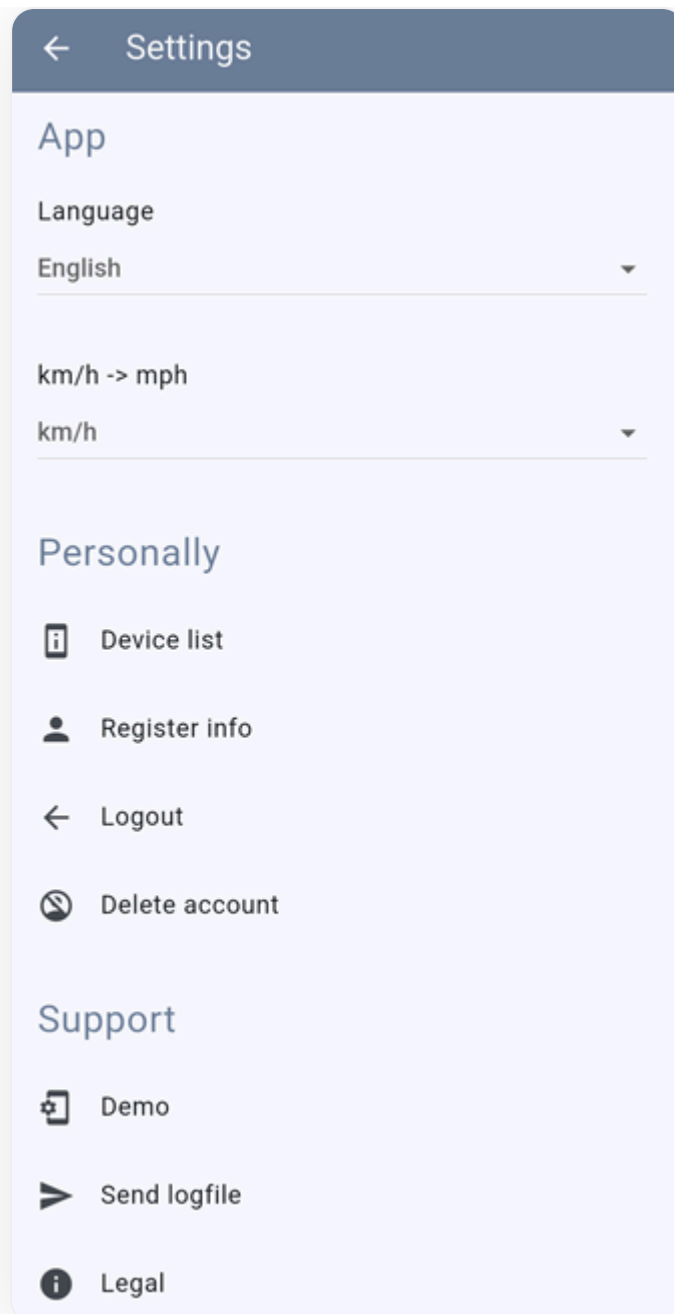 Settings
App
Language
English
km/h -> mph
km/h
Personally
Device list
Register info
Logout
Delete account
Support
Demo
Send logfile
Legal